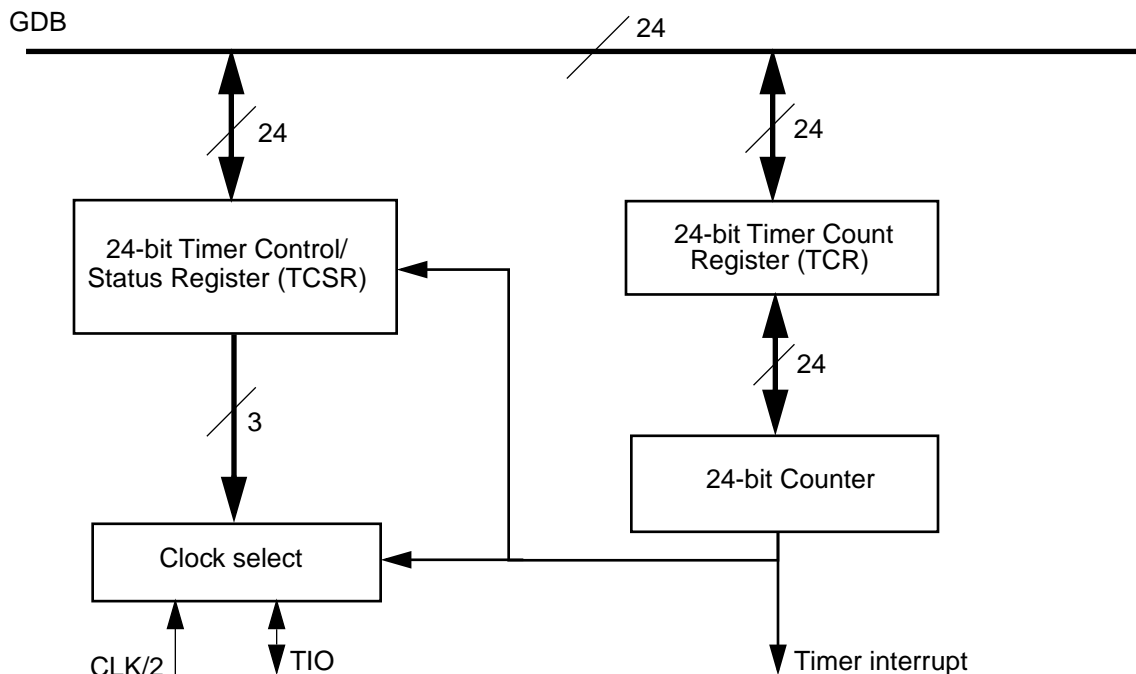 GDB
24
24
24
24-bit Timer Control/
Status Register (TCSR)
24-bit Timer Count
Register (TCR)
24
3
24-bit Counter
Clock select
CLK/2
TIO
Timer interrupt